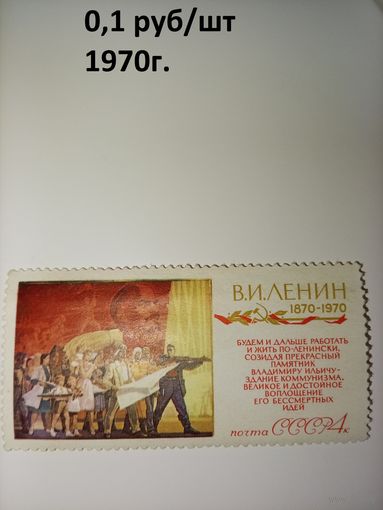 0,1 руб/шт
1970г.
В.И.ЛЕНИН
1870-1970
БУДЕМ И ДАЛЬШЕ РАБОТАТЬ
И ЖИТЬ ПО-ЛЕНИНСКИ,
СОЗИДАЯ ПРЕКРАСНЫЙ
ПАМЯТНИК
ВЛАДИМИРУ ИЛЬИЧУ-
ЗДАНИЕ КОММУНИЗМА,
ВЕЛИКОЕ И ДОСТОЙНОЕ
ВОПЛОЩЕНИЕ
ЕГО БЕССМЕРТНЫХ
ИДЕЙ
почта СССР 4к